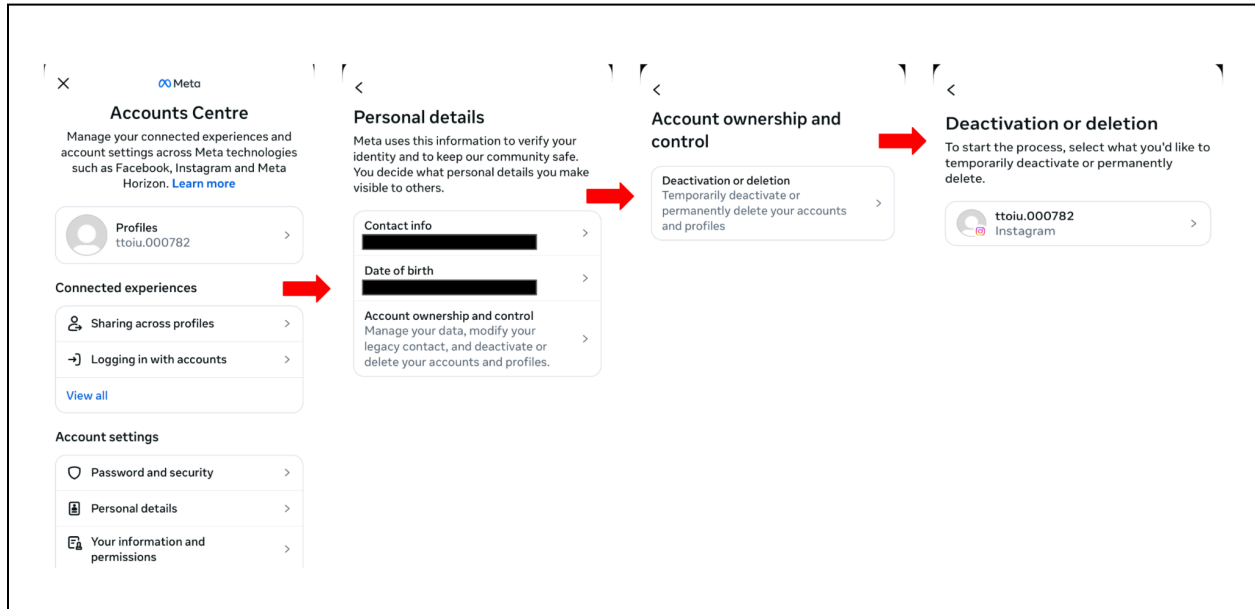 Meta
Accounts Centre
Manage your connected experiences and
account settings across Meta technologies
such as Facebook, Instagram and Meta
Horizon. Learn more
Profiles
ttoiu.000782
Connected experiences
Sharing across profiles
Logging in with accounts
View all
Account settings
Password and security
Personal details
Your information and
permissions
Personal details
Meta uses this information to verify your
identity and to keep our community safe.
You decide what personal details you make
visible to others.
Contact info
Date of birth
Account ownership and control
Manage your data, modify your
legacy contact, and deactivate or
delete your accounts and profiles.
Account ownership and
control
Deactivation or deletion
Temporarily deactivate or
permanently delete your accounts
and profiles
Deactivation or deletion
To start the process, select what you'd like to
temporarily deactivate or permanently
delete.
ttoiu.000782
Instagram